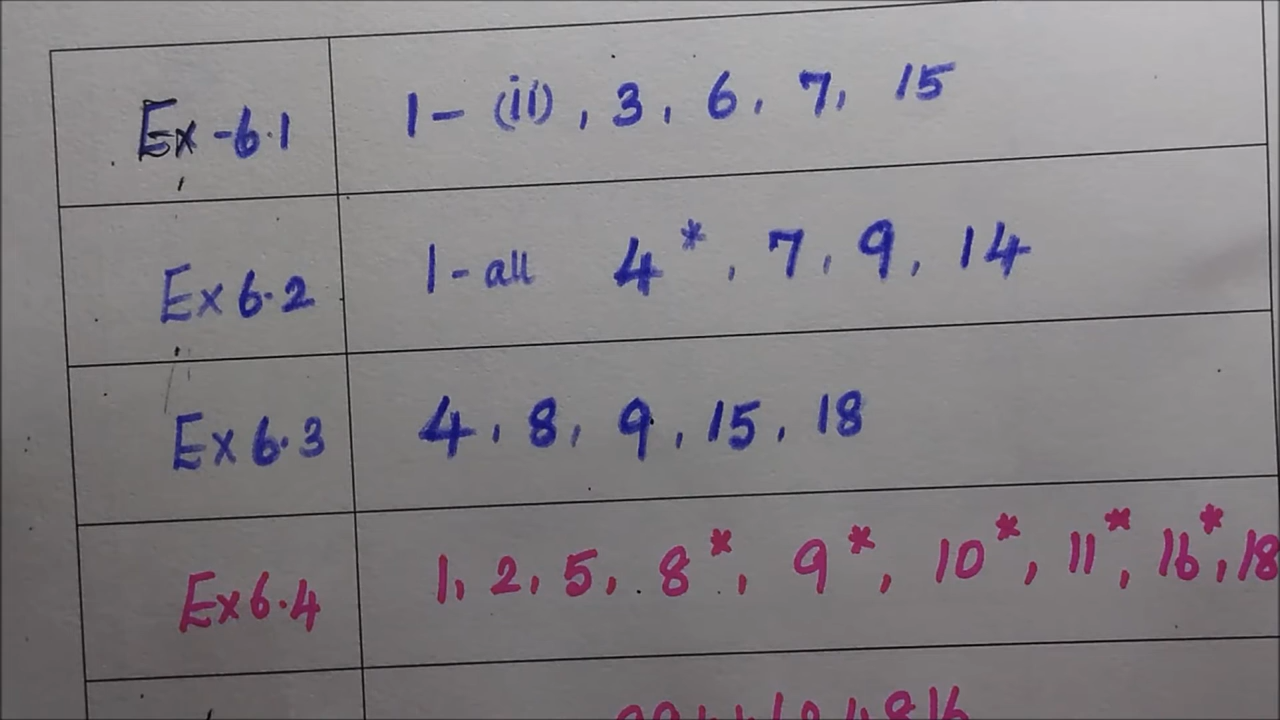 Ex -6.1 1- (ii), 3, 6, 7, 15
Ex 6.2 1- all 4*, 7, 9, 14
Ex 6.3 4, 8, 9, 15, 18
Ex 6.4 1, 2, 5, 8*, 9*, 10*, 11*, 16*, 18